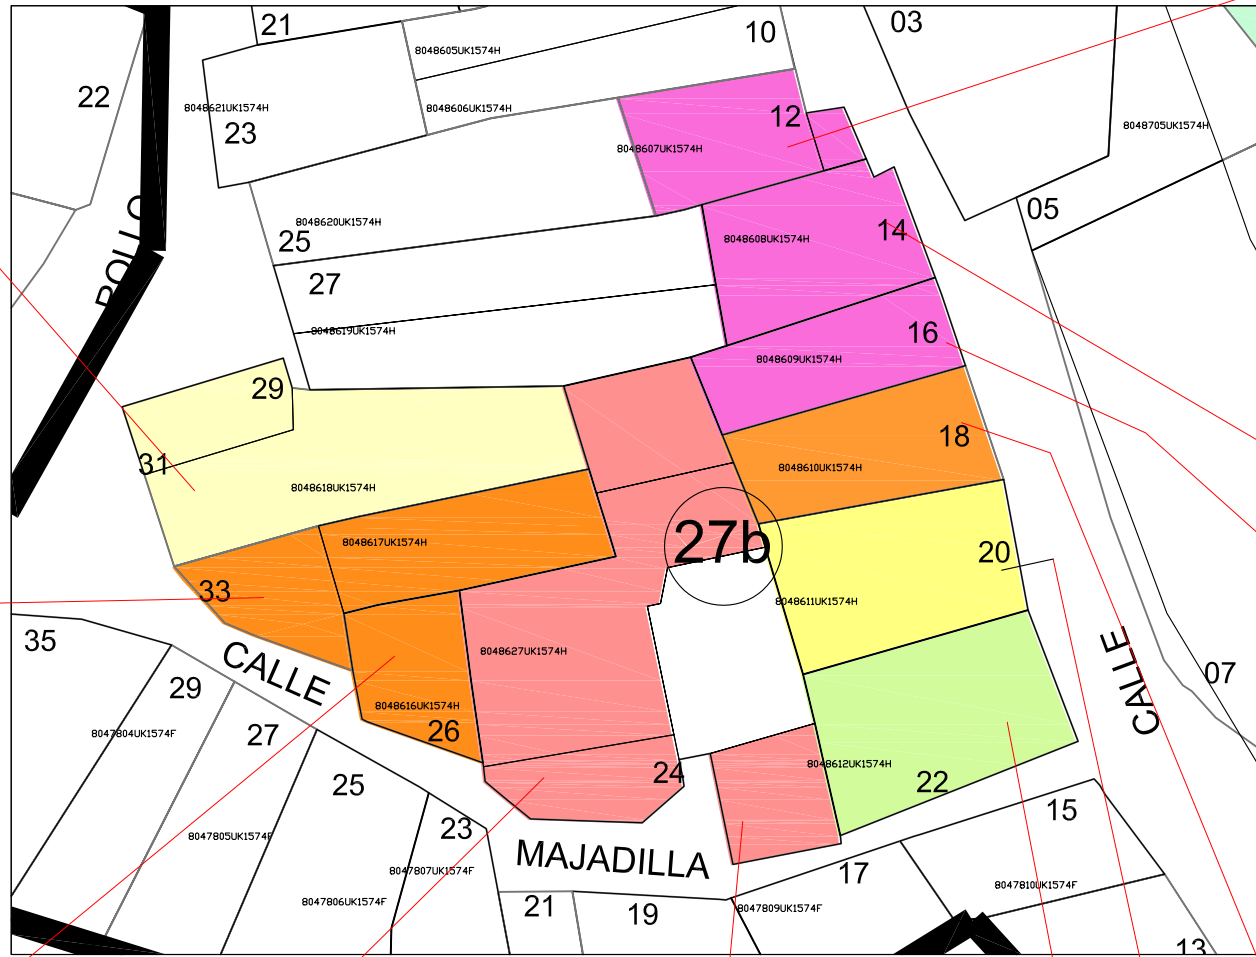 21
8048605UK1574H
10
03
22
8048621UK1574H
23
8048606UK1574H
12
8048607UK1574H
8048705UK1574H
ROLLO
8048620UK1574H
25
8048608UK1574H
14
05
27
8048619UK1574H
16
8048609UK1574H
29
31
8048618UK1574H
18
8048610UK1574H
8048617UK1574H
27b
20
33
8048611UK1574H
35
CALLE
8048627UK1574H
CALLE
07
29
8048616UK1574H
26
27
8047804UK1574F
25
24
8048612UK1574H
22
23
15
8047805UK1574F
MAJADILLA
8047807UK1574F
17
8047810UK1574F
8047806UK1574F
21
19
8047809UK1574F
13